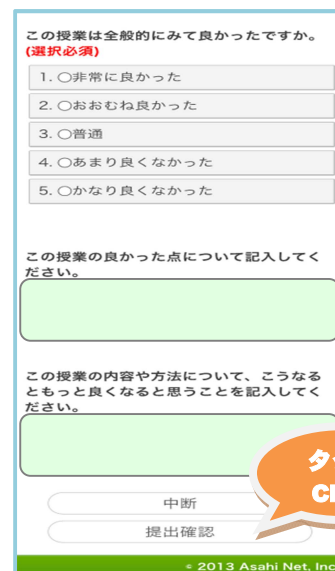 この授業は全般的にみて良かったですか。
(選択必須)
1. ○非常に良かった
2. ○おおむね良かった
3. ○普通
4. ○あまり良くなかった
5. ○かなり良くなかった
この授業の良かった点について記入してく
ださい。
この授業の内容や方法について、こうなる
ともっと良くなると思うことを記入してく
ださい。
中断
提出確認
© 2013 Asahi Net, Inc